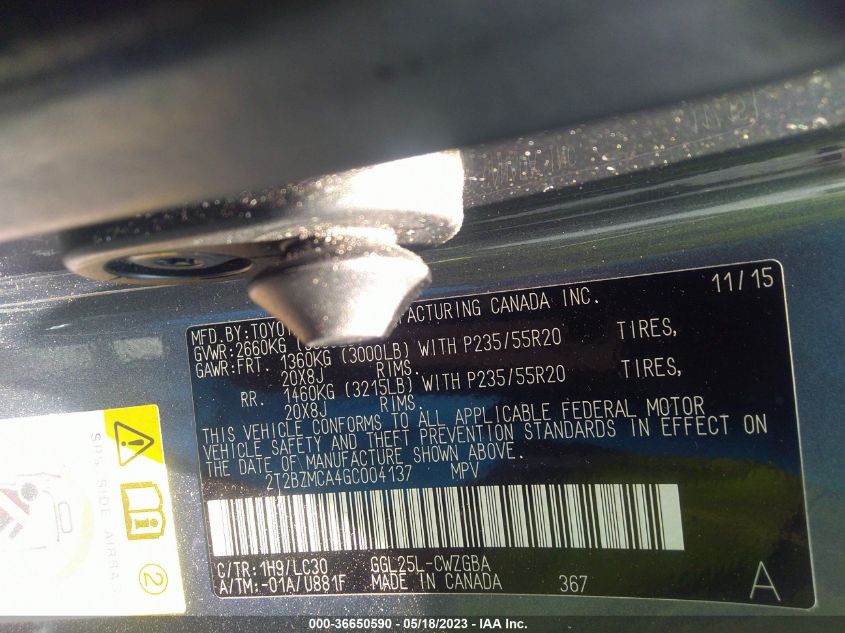 11/15
MFD.BY:TOYO FACTURING CANADA INC.
GVWR:2660KG
GAWR:FRT. 1360KG (3000LB) WITH P235/55R20 TIRES,
20X8J RIMS.
RR. 1460KG (3215LB) WITH P235/55R20 TIRES,
20X8J RIMS.
THIS VEHICLE CONFORMS TO ALL APPLICABLE FEDERAL MOTOR
VEHICLE SAFETY AND THEFT PREVENTION STANDARDS IN EFFECT ON
THE DATE OF MANUFACTURE SHOWN ABOVE.
2T2BZMCA4GC004137 MPV
C/TR:1H9/LC30 GGL25L-CWZGBA
A/TM:-01A/U881F MADE IN CANADA 367 A
SRS SIDE AIRBAG
2
000-36650590 - 05/18/2023 - IAA Inc.